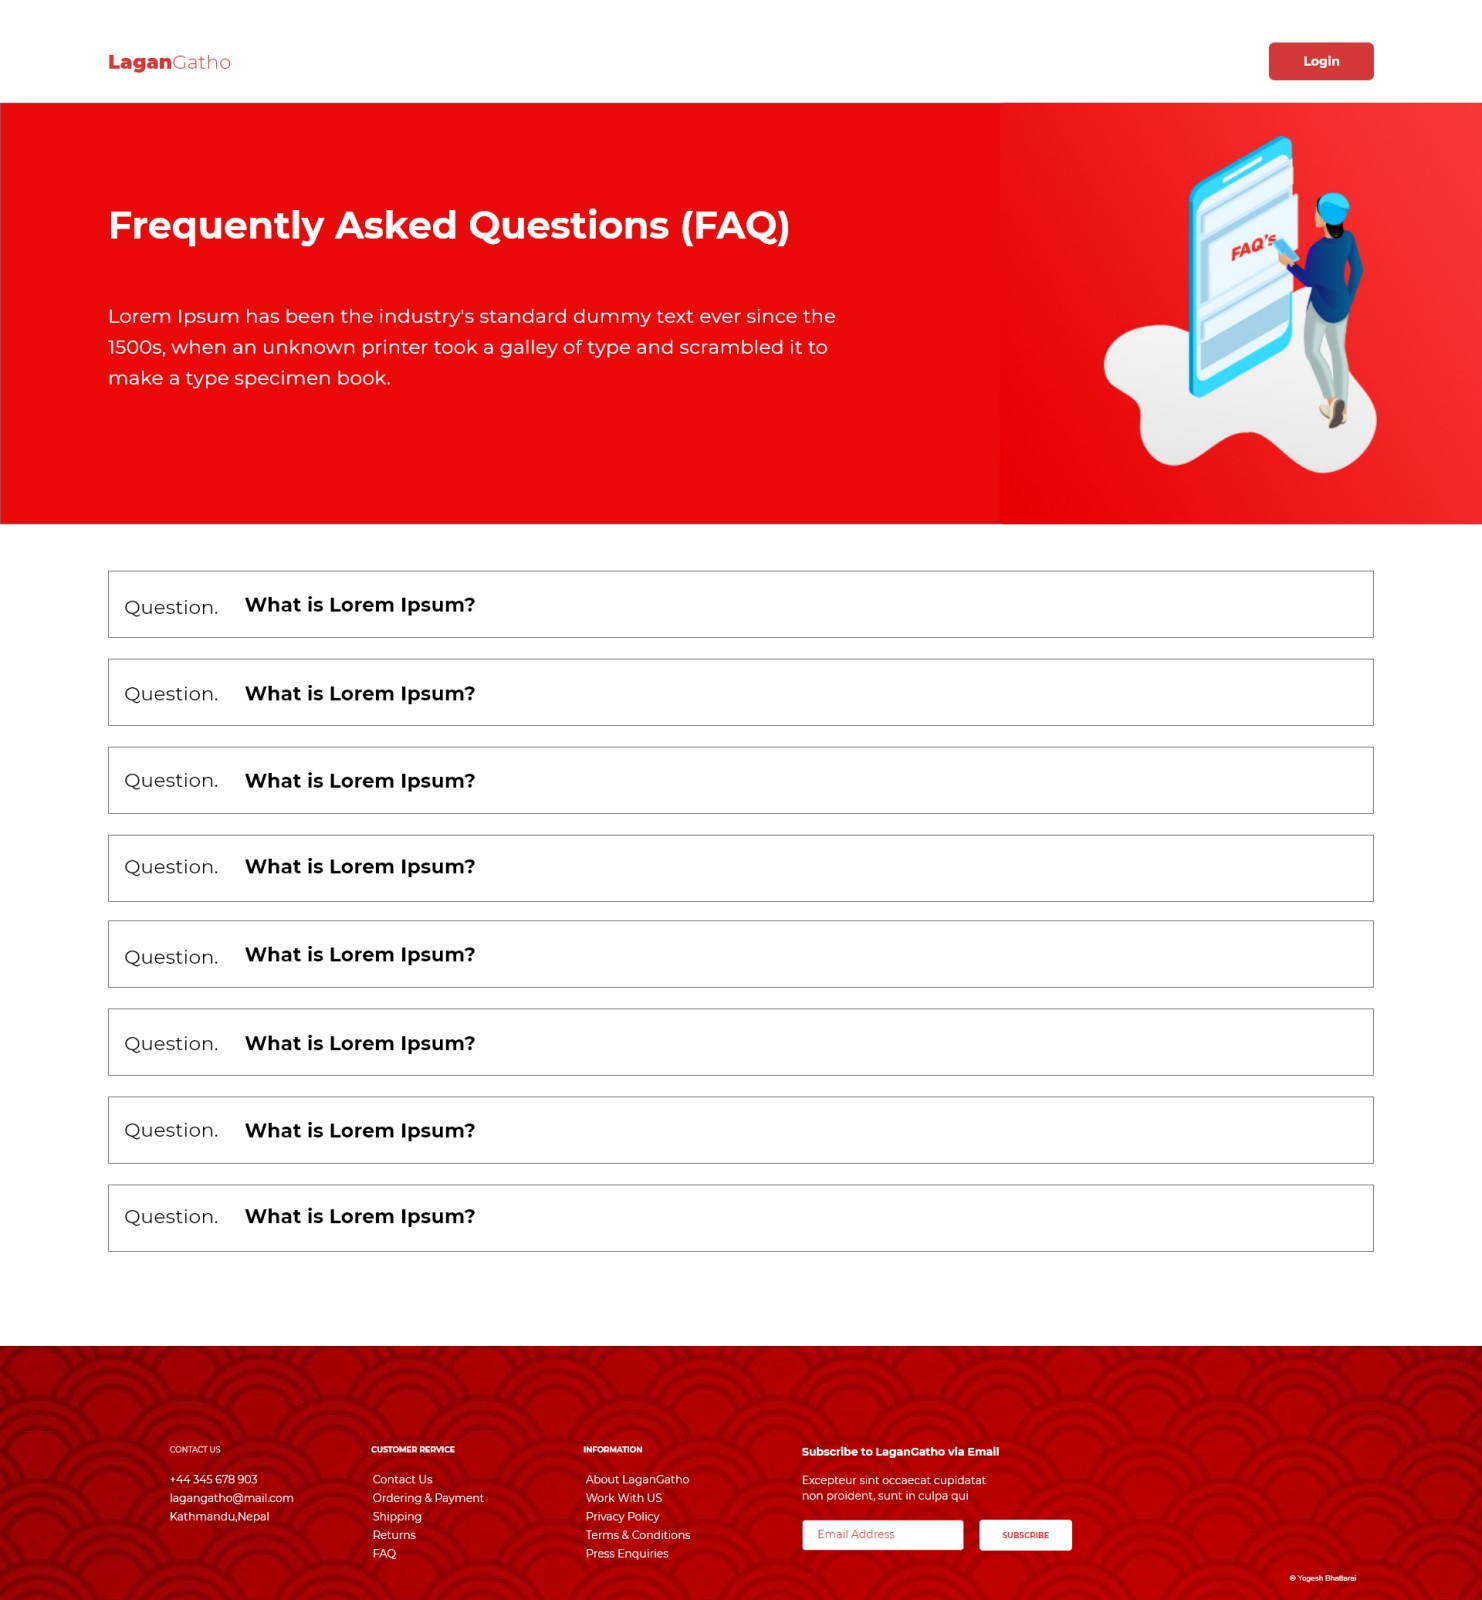 LaganGatho
Login
Frequently Asked Questions (FAQ)
Lorem Ipsum has been the industry's standard dummy text ever since the
1500s, when an unknown printer took a galley of type and scrambled it to
make a type specimen book.
FAQ's
Question. What is Lorem Ipsum?
Question. What is Lorem Ipsum?
Question. What is Lorem Ipsum?
Question. What is Lorem Ipsum?
Question. What is Lorem Ipsum?
Question. What is Lorem Ipsum?
Question. What is Lorem Ipsum?
Question. What is Lorem Ipsum?
CONTACT US
+44 345 678 903
lagangatho@mail.com
Kathmandu,Nepal
CUSTOMER RERVICE
Contact Us
Ordering & Payment
Shipping
Returns
FAQ
INFORMATION
About LaganGatho
Work With US
Privacy Policy
Terms & Conditions
Press Enquiries
Subscribe to LaganGatho via Email
Excepteur sint occaecat cupidatat
non proident, sunt in culpa qui
Email Address
SUBSCRIBE
© Yogesh Bhattarai